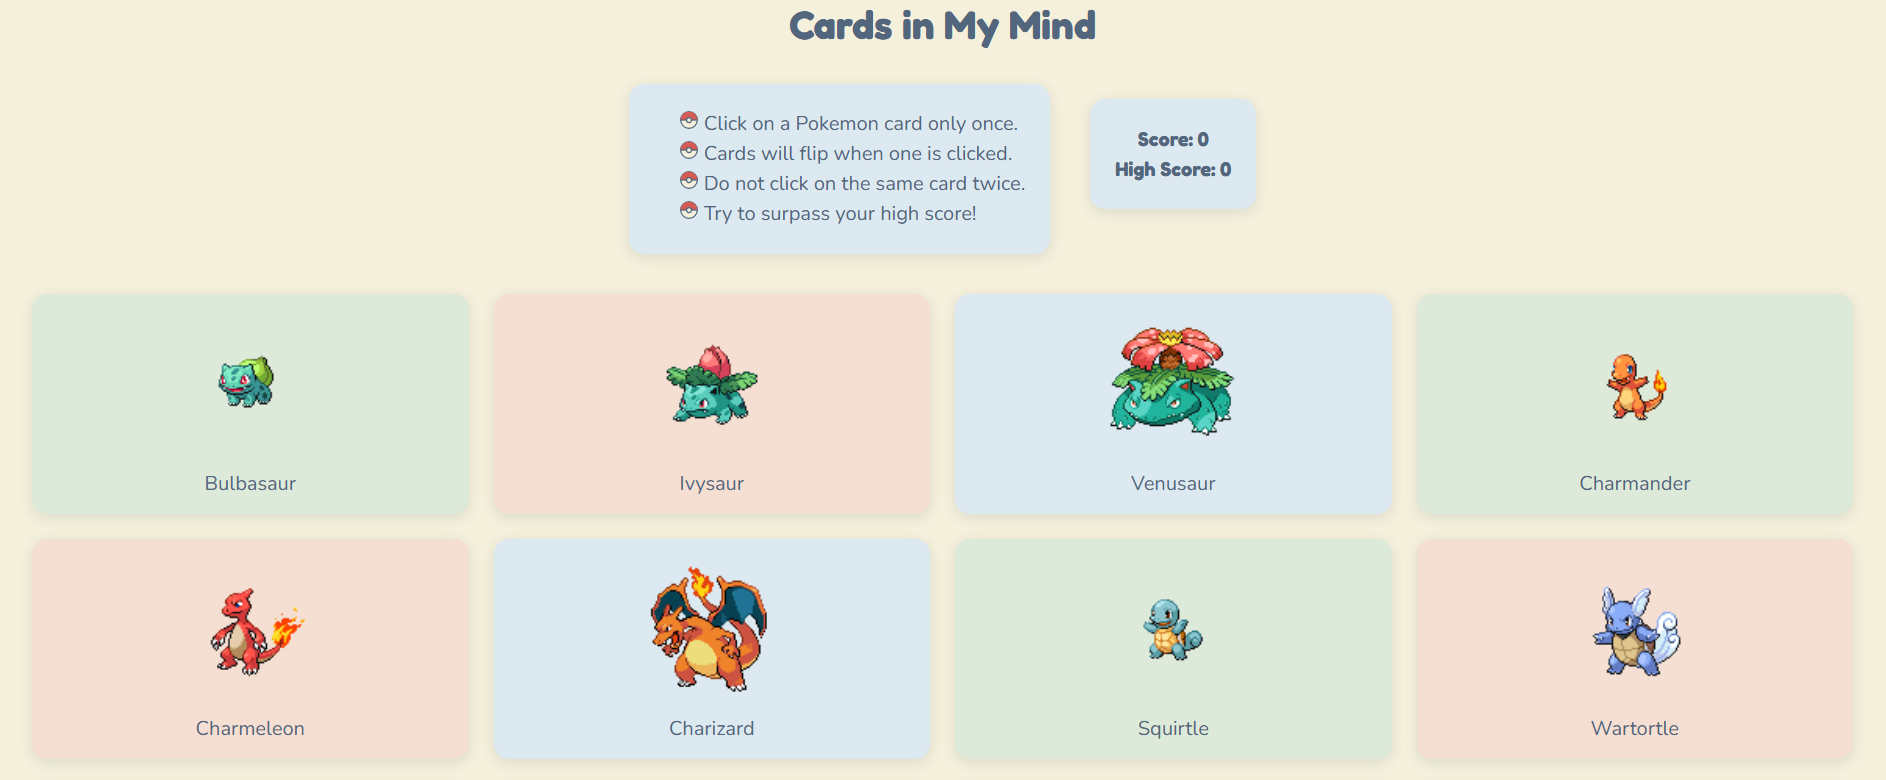 Cards in My Mind
Click on a Pokemon card only once.
Cards will flip when one is clicked.
Do not click on the same card twice.
Try to surpass your high score!
Score: 0
High Score: 0
Bulbasaur
Ivysaur
Venusaur
Charmander
Charmeleon
Charizard
Squirtle
Wartortle